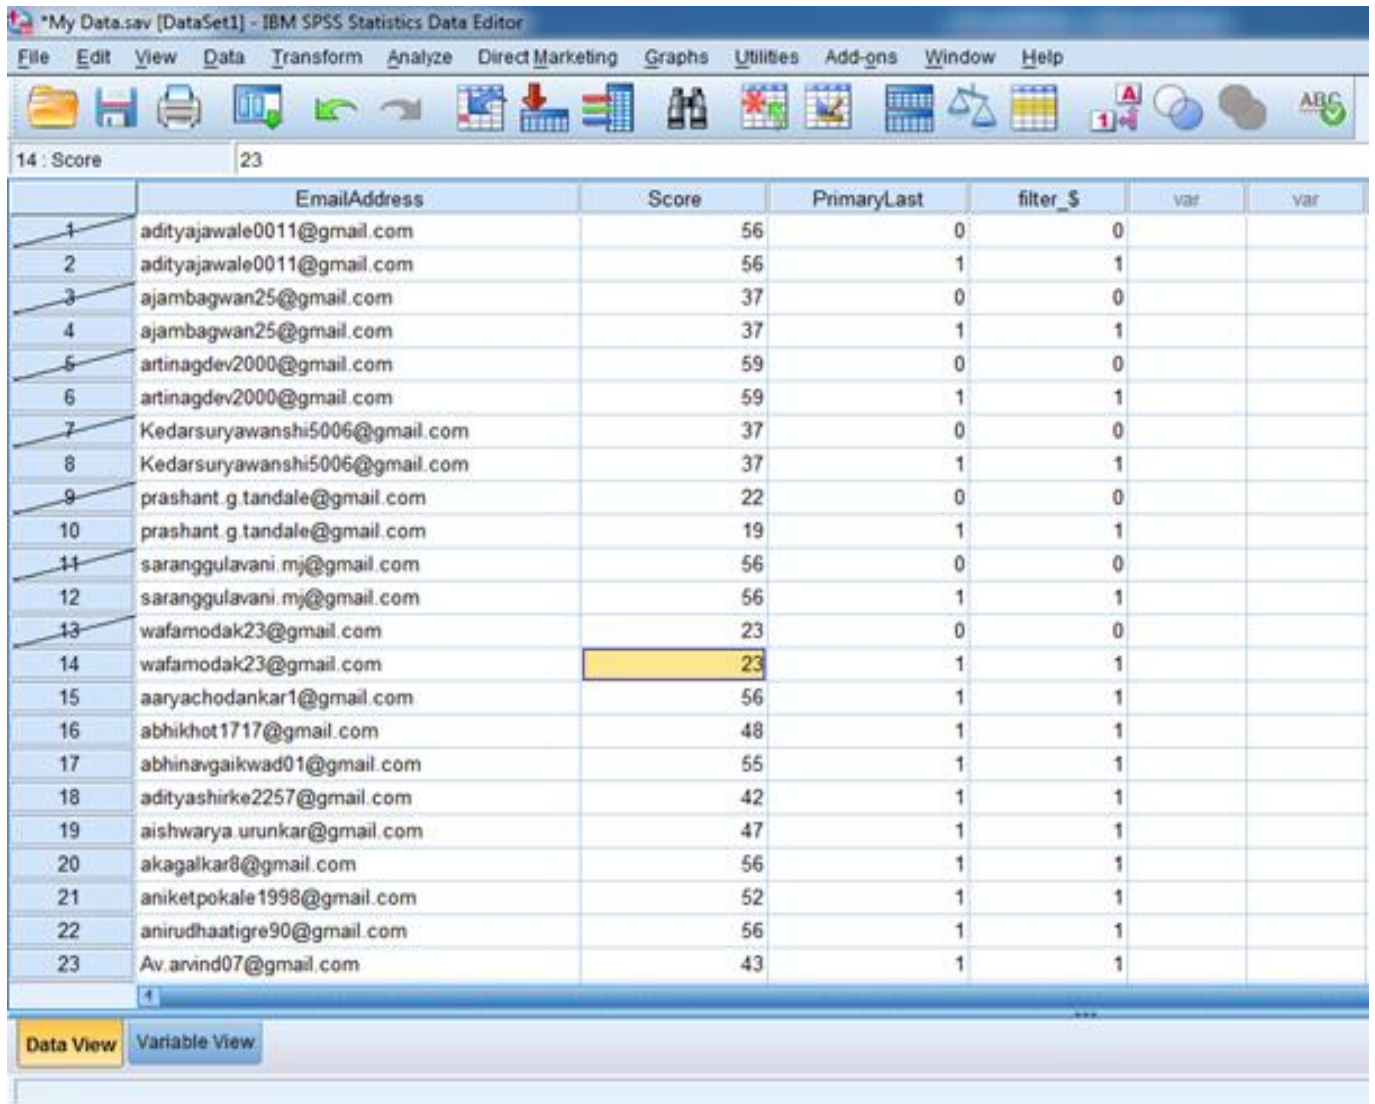 *My Data.sav [DataSet1] - IBM SPSS Statistics Data Editor
File Edit View Data Transform Analyze Direct Marketing Graphs Utilities Add-ons Window Help
A
1
ABC
14 : Score 23
EmailAddress Score PrimaryLast filter_$ var var
1 adityajawale0011@gmail.com 56 0 0
2 adityajawale0011@gmail.com 56 1 1
3 ajambagwan25@gmail.com 37 0 0
4 ajambagwan25@gmail.com 37 1 1
5 artinagdev2000@gmail.com 59 0 0
6 artinagdev2000@gmail.com 59 1 1
7 Kedarsuryawanshi5006@gmail.com 37 0 0
8 Kedarsuryawanshi5006@gmail.com 37 1 1
9 prashant.g.tandale@gmail.com 22 0 0
10 prashant.g.tandale@gmail.com 19 1 1
11 saranggulavani.mj@gmail.com 56 0 0
12 saranggulavani.mj@gmail.com 56 1 1
13 wafamodak23@gmail.com 23 0 0
14 wafamodak23@gmail.com 23 1 1
15 aaryachodankar1@gmail.com 56 1 1
16 abhikhot1717@gmail.com 48 1 1
17 abhinavgaikwad01@gmail.com 55 1 1
18 adityashirke2257@gmail.com 42 1 1
19 aishwarya.urunkar@gmail.com 47 1 1
20 akagalkar8@gmail.com 56 1 1
21 aniketpokale1998@gmail.com 52 1 1
22 anirudhaatigre90@gmail.com 56 1 1
23 Av.arvind07@gmail.com 43 1 1
Data View Variable View